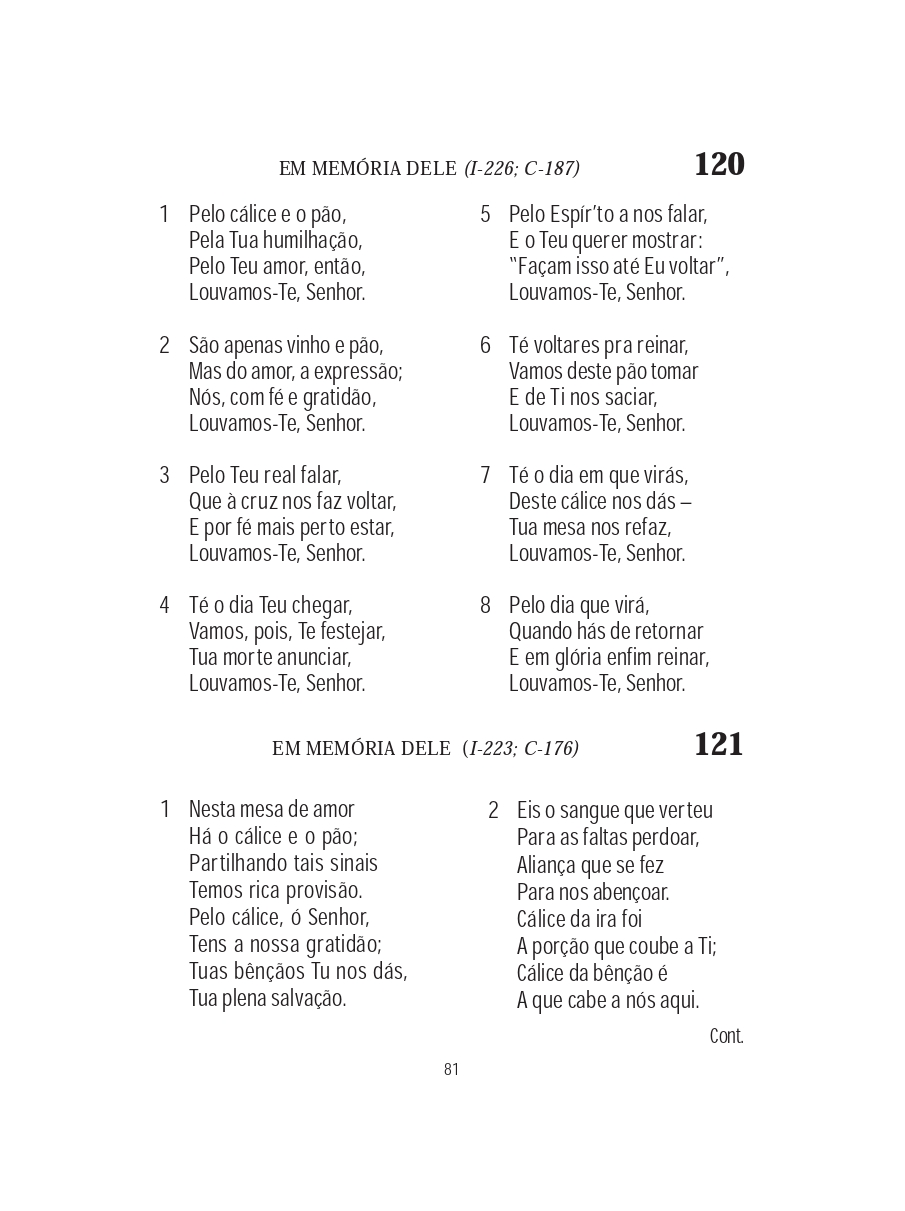 EM MEMÓRIA DELE (I-226; C-187) 120
1 Pelo cálice e o pão,
Pela Tua humilhação,
Pelo Teu amor, então,
Louvamos-Te, Senhor.
2 São apenas vinho e pão,
Mas do amor, a expressão;
Nós, com fé e gratidão,
Louvamos-Te, Senhor.
3 Pelo Teu real falar,
Que à cruz nos faz voltar,
E por fé mais perto estar,
Louvamos-Te, Senhor.
4 Té o dia Teu chegar,
Vamos, pois, Te festejar,
Tua morte anunciar,
Louvamos-Te, Senhor.
5 Pelo Espír’to a nos falar,
E o Teu querer mostrar:
“Façam isso até Eu voltar”,
Louvamos-Te, Senhor.
6 Té voltares pra reinar,
Vamos deste pão tomar
E de Ti nos saciar,
Louvamos-Te, Senhor.
7 Té o dia em que virás,
Deste cálice nos dás –
Tua mesa nos refaz,
Louvamos-Te, Senhor.
8 Pelo dia que virá,
Quando hás de retornar
E em glória enfim reinar,
Louvamos-Te, Senhor.
EM MEMÓRIA DELE (I-223; C-176) 121
1 Nesta mesa de amor
Há o cálice e o pão;
Partilhando tais sinais
Temos rica provisão.
Pelo cálice, ó Senhor,
Tens a nossa gratidão;
Tuas bênçãos Tu nos dás,
Tua plena salvação.
2 Eis o sangue que verteu
Para as faltas perdoar,
Aliança que se fez
Para nos abençoar.
Cálice da ira foi
A porção que coube a Ti;
Cálice da bênção é
A que cabe a nós aqui.
Cont.
81